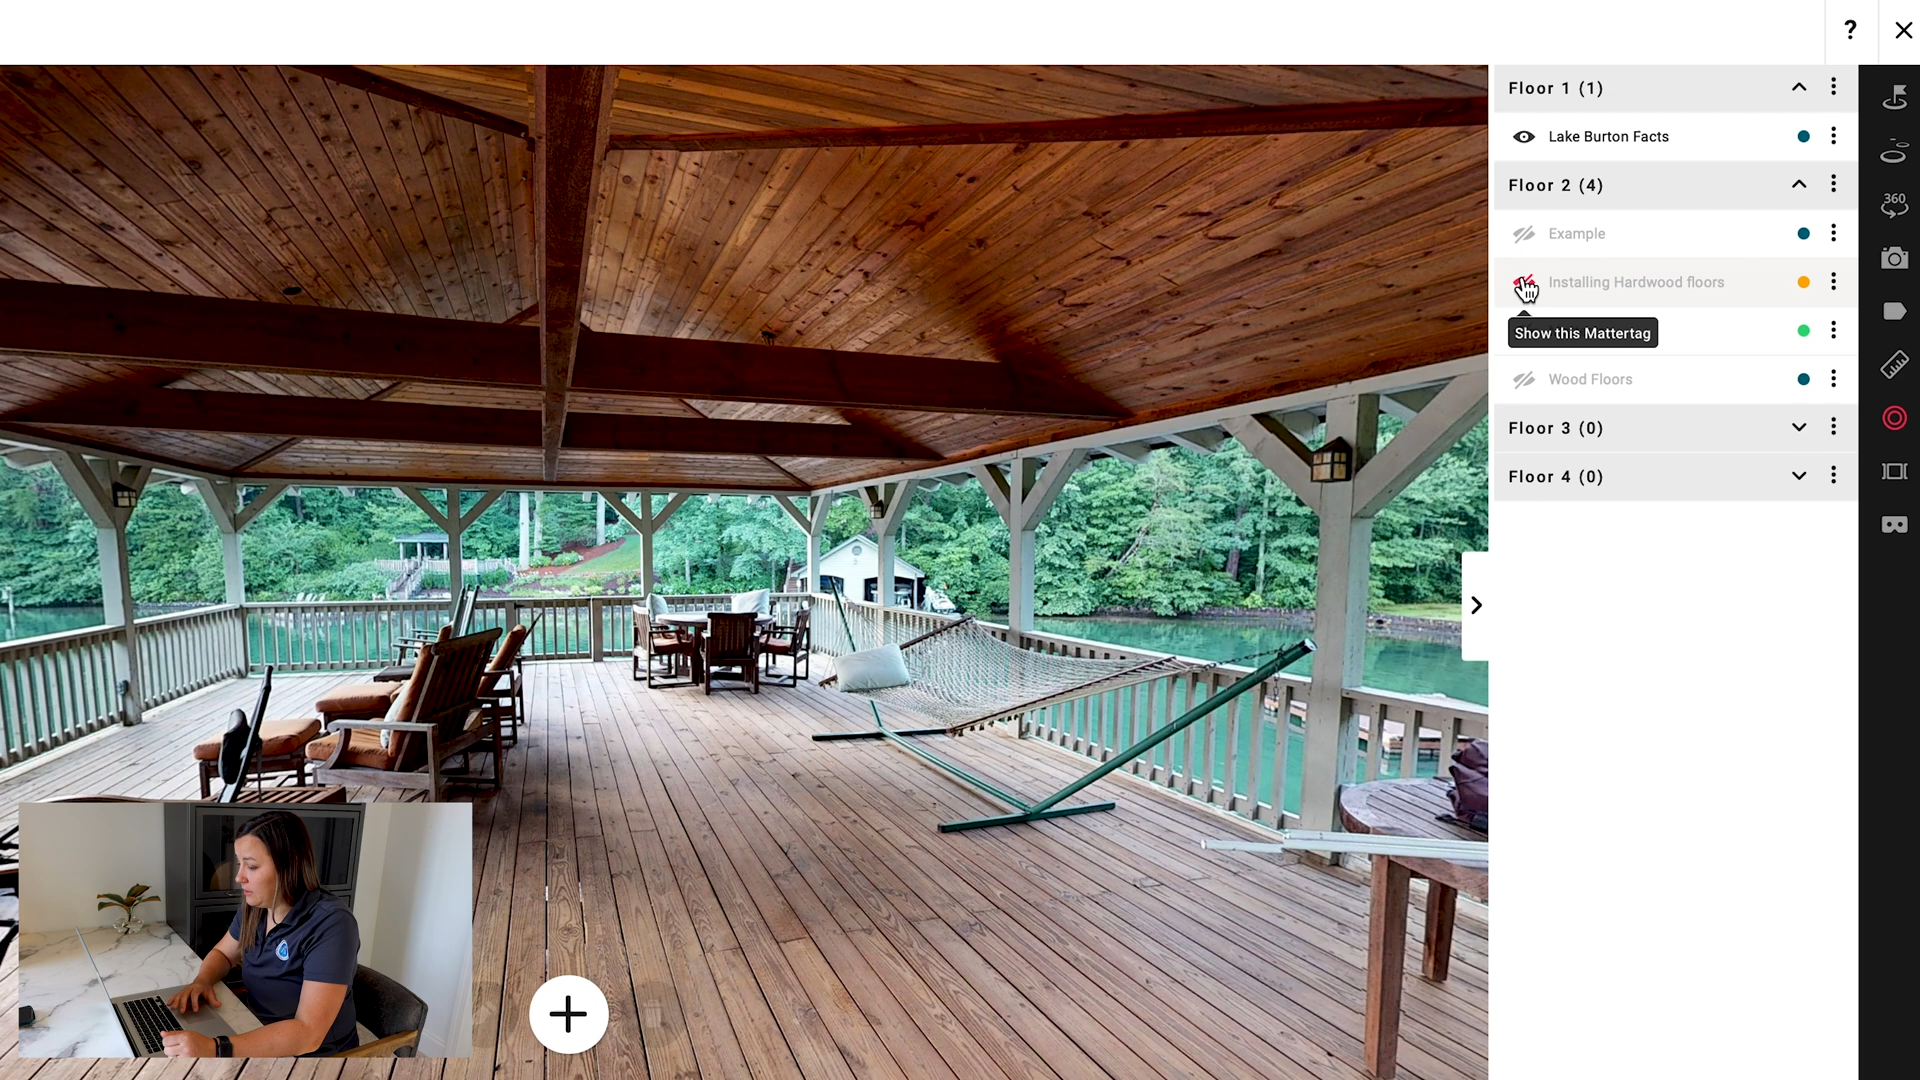 ?
Floor 1 (1)
Lake Burton Facts
Floor 2 (4)
Example
360
Installing Hardwood floors
Show this Mattertag
Wood Floors
Floor 3 (0)
Floor 4 (0)